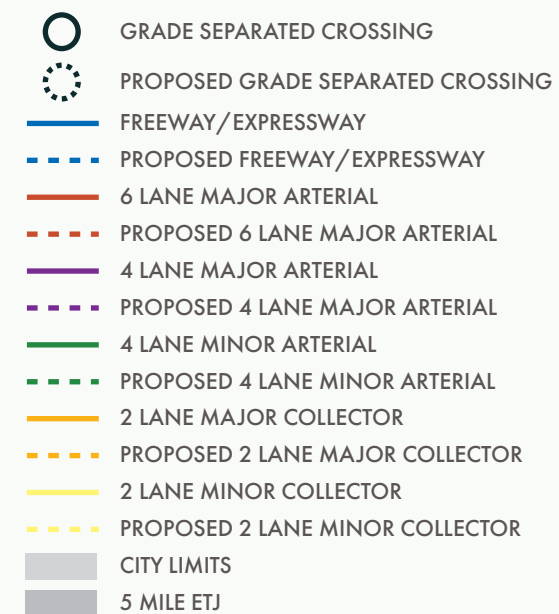 GRADE SEPARATED CROSSING
PROPOSED GRADE SEPARATED CROSSING
FREEWAY/EXPRESSWAY
PROPOSED FREEWAY/EXPRESSWAY
6 LANE MAJOR ARTERIAL
PROPOSED 6 LANE MAJOR ARTERIAL
4 LANE MAJOR ARTERIAL
PROPOSED 4 LANE MAJOR ARTERIAL
4 LANE MINOR ARTERIAL
PROPOSED 4 LANE MINOR ARTERIAL
2 LANE MAJOR COLLECTOR
PROPOSED 2 LANE MAJOR COLLECTOR
2 LANE MINOR COLLECTOR
PROPOSED 2 LANE MINOR COLLECTOR
CITY LIMITS
5 MILE ETJ